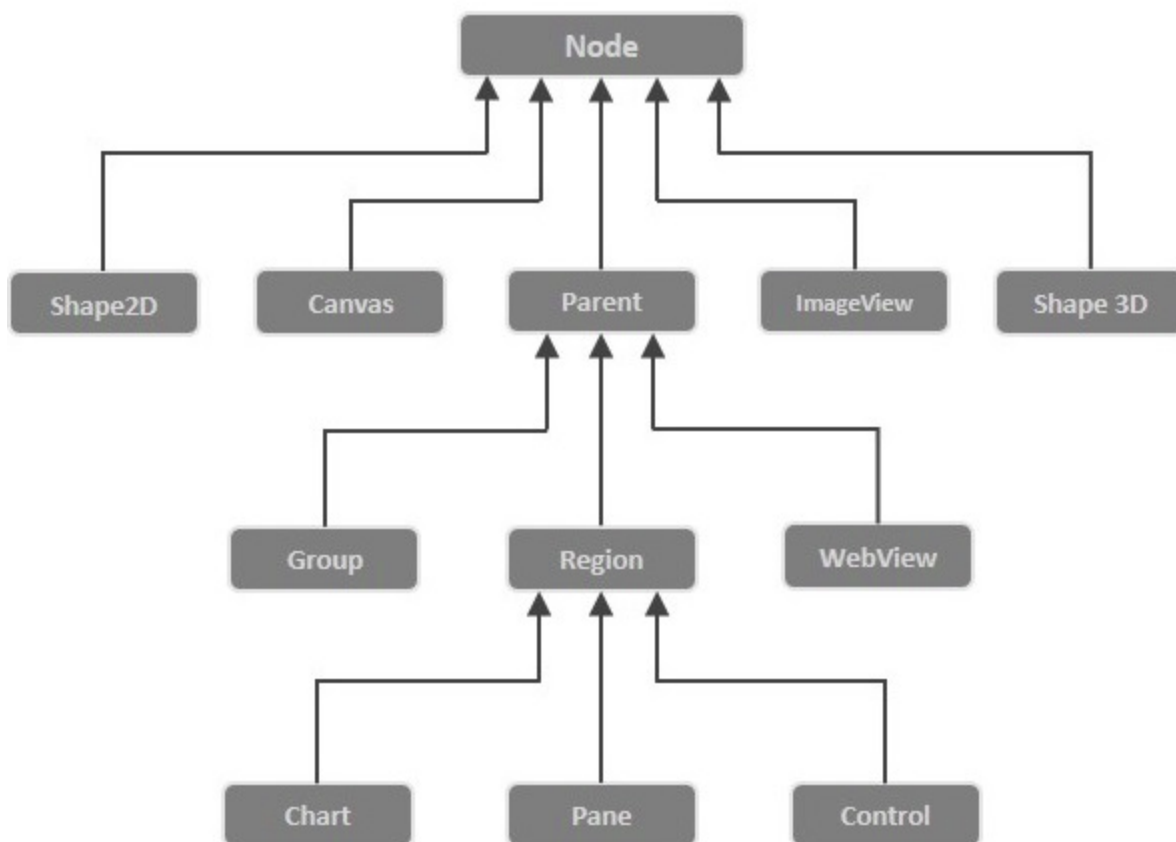 Node
Shape2D
Canvas
Parent
ImageView
Shape 3D
Group
Region
WebView
Chart
Pane
Control